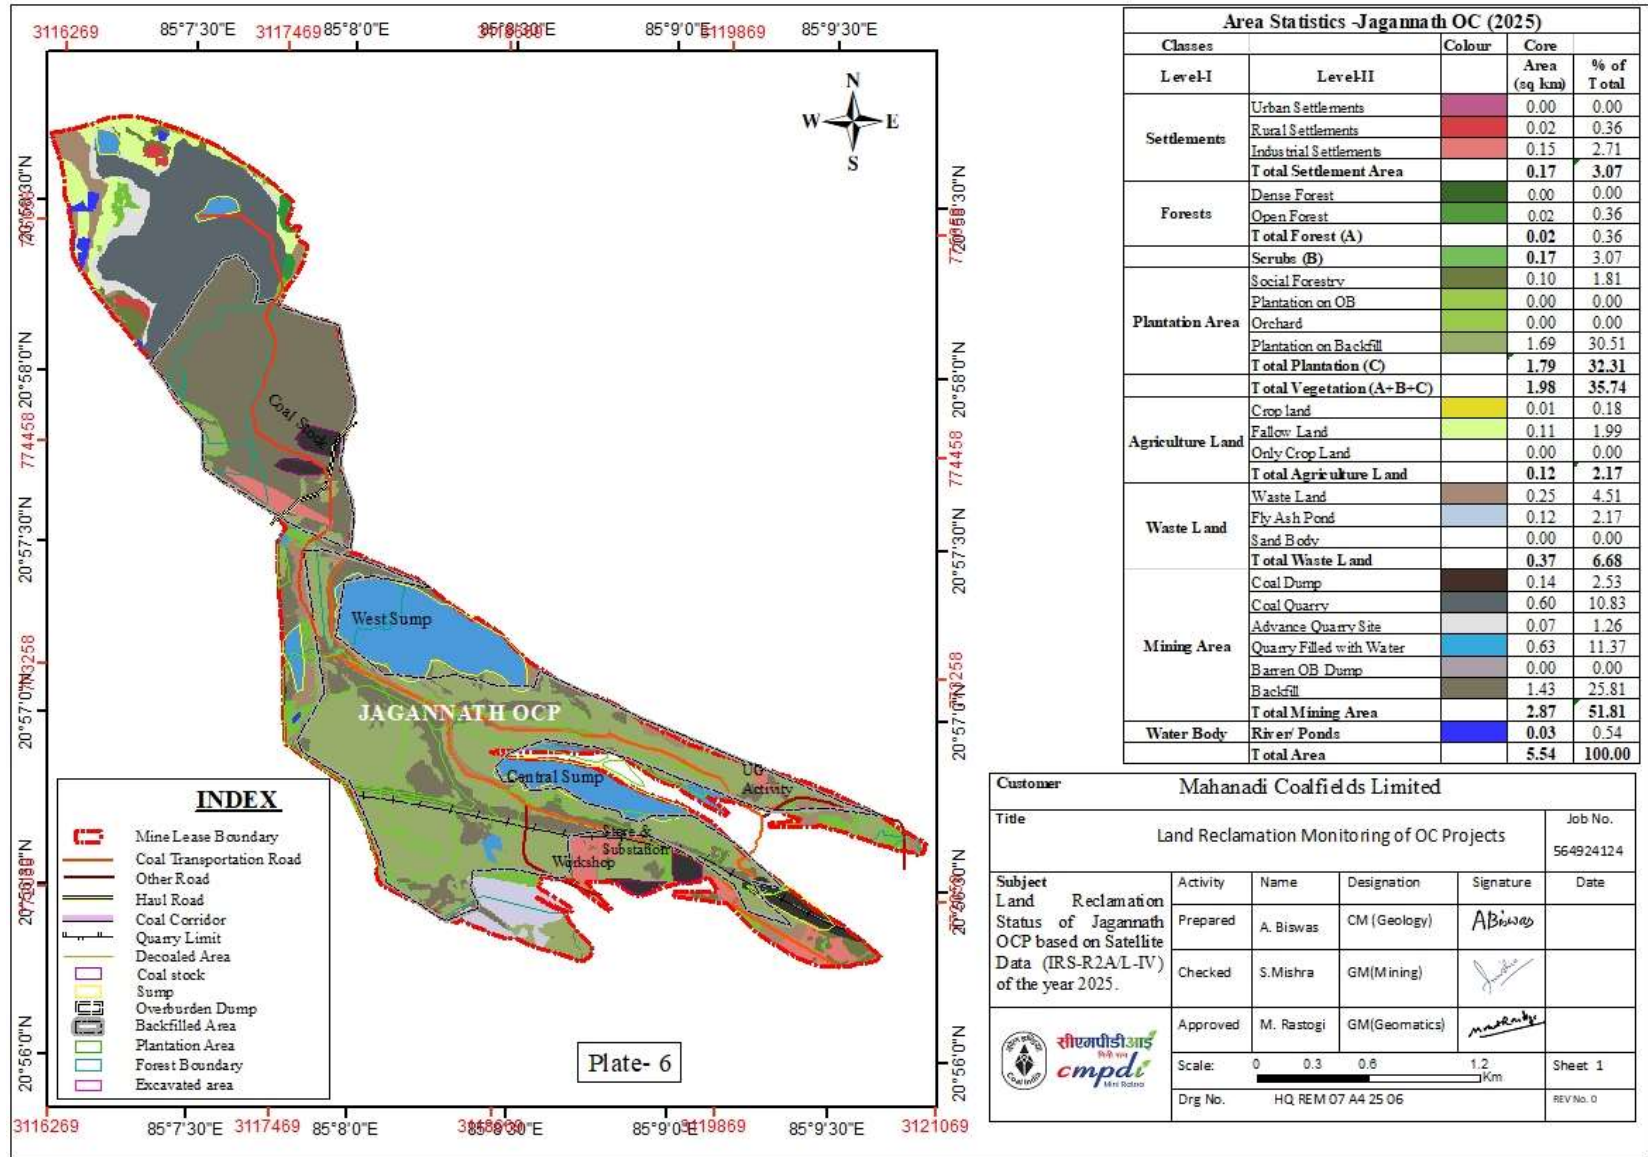 3116269
85°7'30"E
3117469
85°8'0"E
85°8'30"E
85°9'0"E
3119869
85°9'30"E
N
W
E
S
20°58'0"N
774458
20°57'30"N
20°57'0"N
20°56'0"N
20°58'0"N
774458
20°57'30"N
20°57'0"N
20°56'0"N
Coal Stock
West Sump
JAGANNATH OCP
Central Sump
UG
Activity
Store &
Substation
Workshop
INDEX
Mine Lease Boundary
Coal Transportation Road
Other Road
Haul Road
Coal Corridor
Quarry Limit
Decoaled Area
Coal stock
Sump
Overburden Dump
Backfilled Area
Plantation Area
Forest Boundary
Excavated area
Plate- 6
3116269
85°7'30"E
3117469
85°8'0"E
85°8'30"E
85°9'0"E
3119869
85°9'30"E
3121069
Area Statistics -Jagannath OC (2025)
Classes Colour Core
Level-I Level-II Area (sq km) % of Total
Urban Settlements 0.00 0.00
Settlements Rural Settlements 0.02 0.36
Industrial Settlements 0.15 2.71
Total Settlement Area 0.17 3.07
Dense Forest 0.00 0.00
Forests Open Forest 0.02 0.36
Total Forest (A) 0.02 0.36
Scrubs (B) 0.17 3.07
Social Forestry 0.10 1.81
Plantation on OB 0.00 0.00
Plantation Area Orchard 0.00 0.00
Plantation on Backfill 1.69 30.51
Total Plantation (C) 1.79 32.31
Total Vegetation (A+B+C) 1.98 35.74
Crop land 0.01 0.18
Agriculture Land Fallow Land 0.11 1.99
Only Crop Land 0.00 0.00
Total Agriculture Land 0.12 2.17
Waste Land 0.25 4.51
Waste Land Fly Ash Pond 0.12 2.17
Sand Body 0.00 0.00
Total Waste Land 0.37 6.68
Coal Dump 0.14 2.53
Coal Quarry 0.60 10.83
Advance Quarry Site 0.07 1.26
Mining Area Quarry Filled with Water 0.63 11.37
Barren OB Dump 0.00 0.00
Backfill 1.43 25.81
Total Mining Area 2.87 51.81
Water Body River/ Ponds 0.03 0.54
Total Area 5.54 100.00
Customer Mahanadi Coalfields Limited
Title Job No.
Land Reclamation Monitoring of OC Projects
564924124
Subject Activity Name Designation Signature Date
Land Reclamation
Status of Jagannath
OCP based on Satellite
Data (IRS-R2A/L-IV)
of the year 2025.
Prepared A. Biswas CM (Geology) ABiswas
Checked S.Mishra GM(Mining)
Approved M. Rastogi GM(Geomatics)
Coal India
सीएमपीडीआई
मिनी रत्न
cmpdi
Mini Ratna
Scale: 0 0.3 0.6 1.2 Km Sheet 1
Drg No. HQ REM 07 A4 25 06 REV No. 0